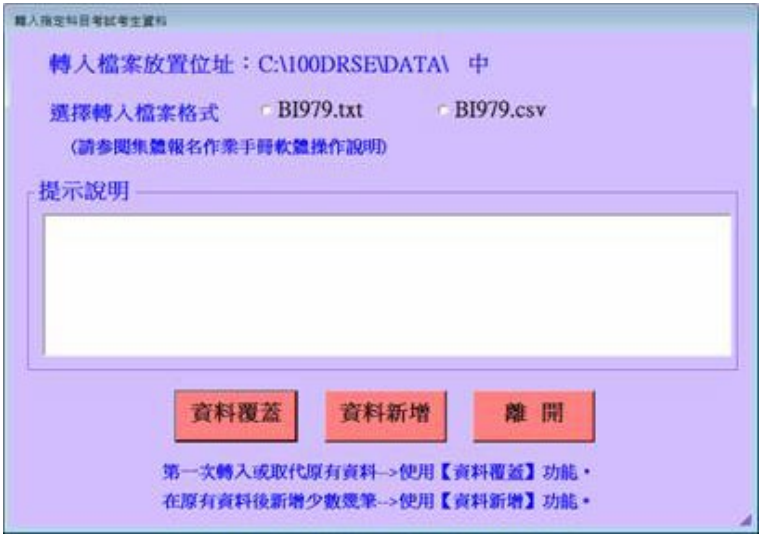 轉入指定科目考試考生資料
轉入檔案放置位址：C:\100DRSE\DATA\ 中
選擇轉入檔案格式 BI979.txt BI979.csv
(請參閱集體報名作業手冊軟體操作說明)
提示說明
資料覆蓋 資料新增 離 開
第一次轉入或取代原有資料-->使用【資料覆蓋】功能。
在原有資料後新增少數幾筆-->使用【資料新增】功能。